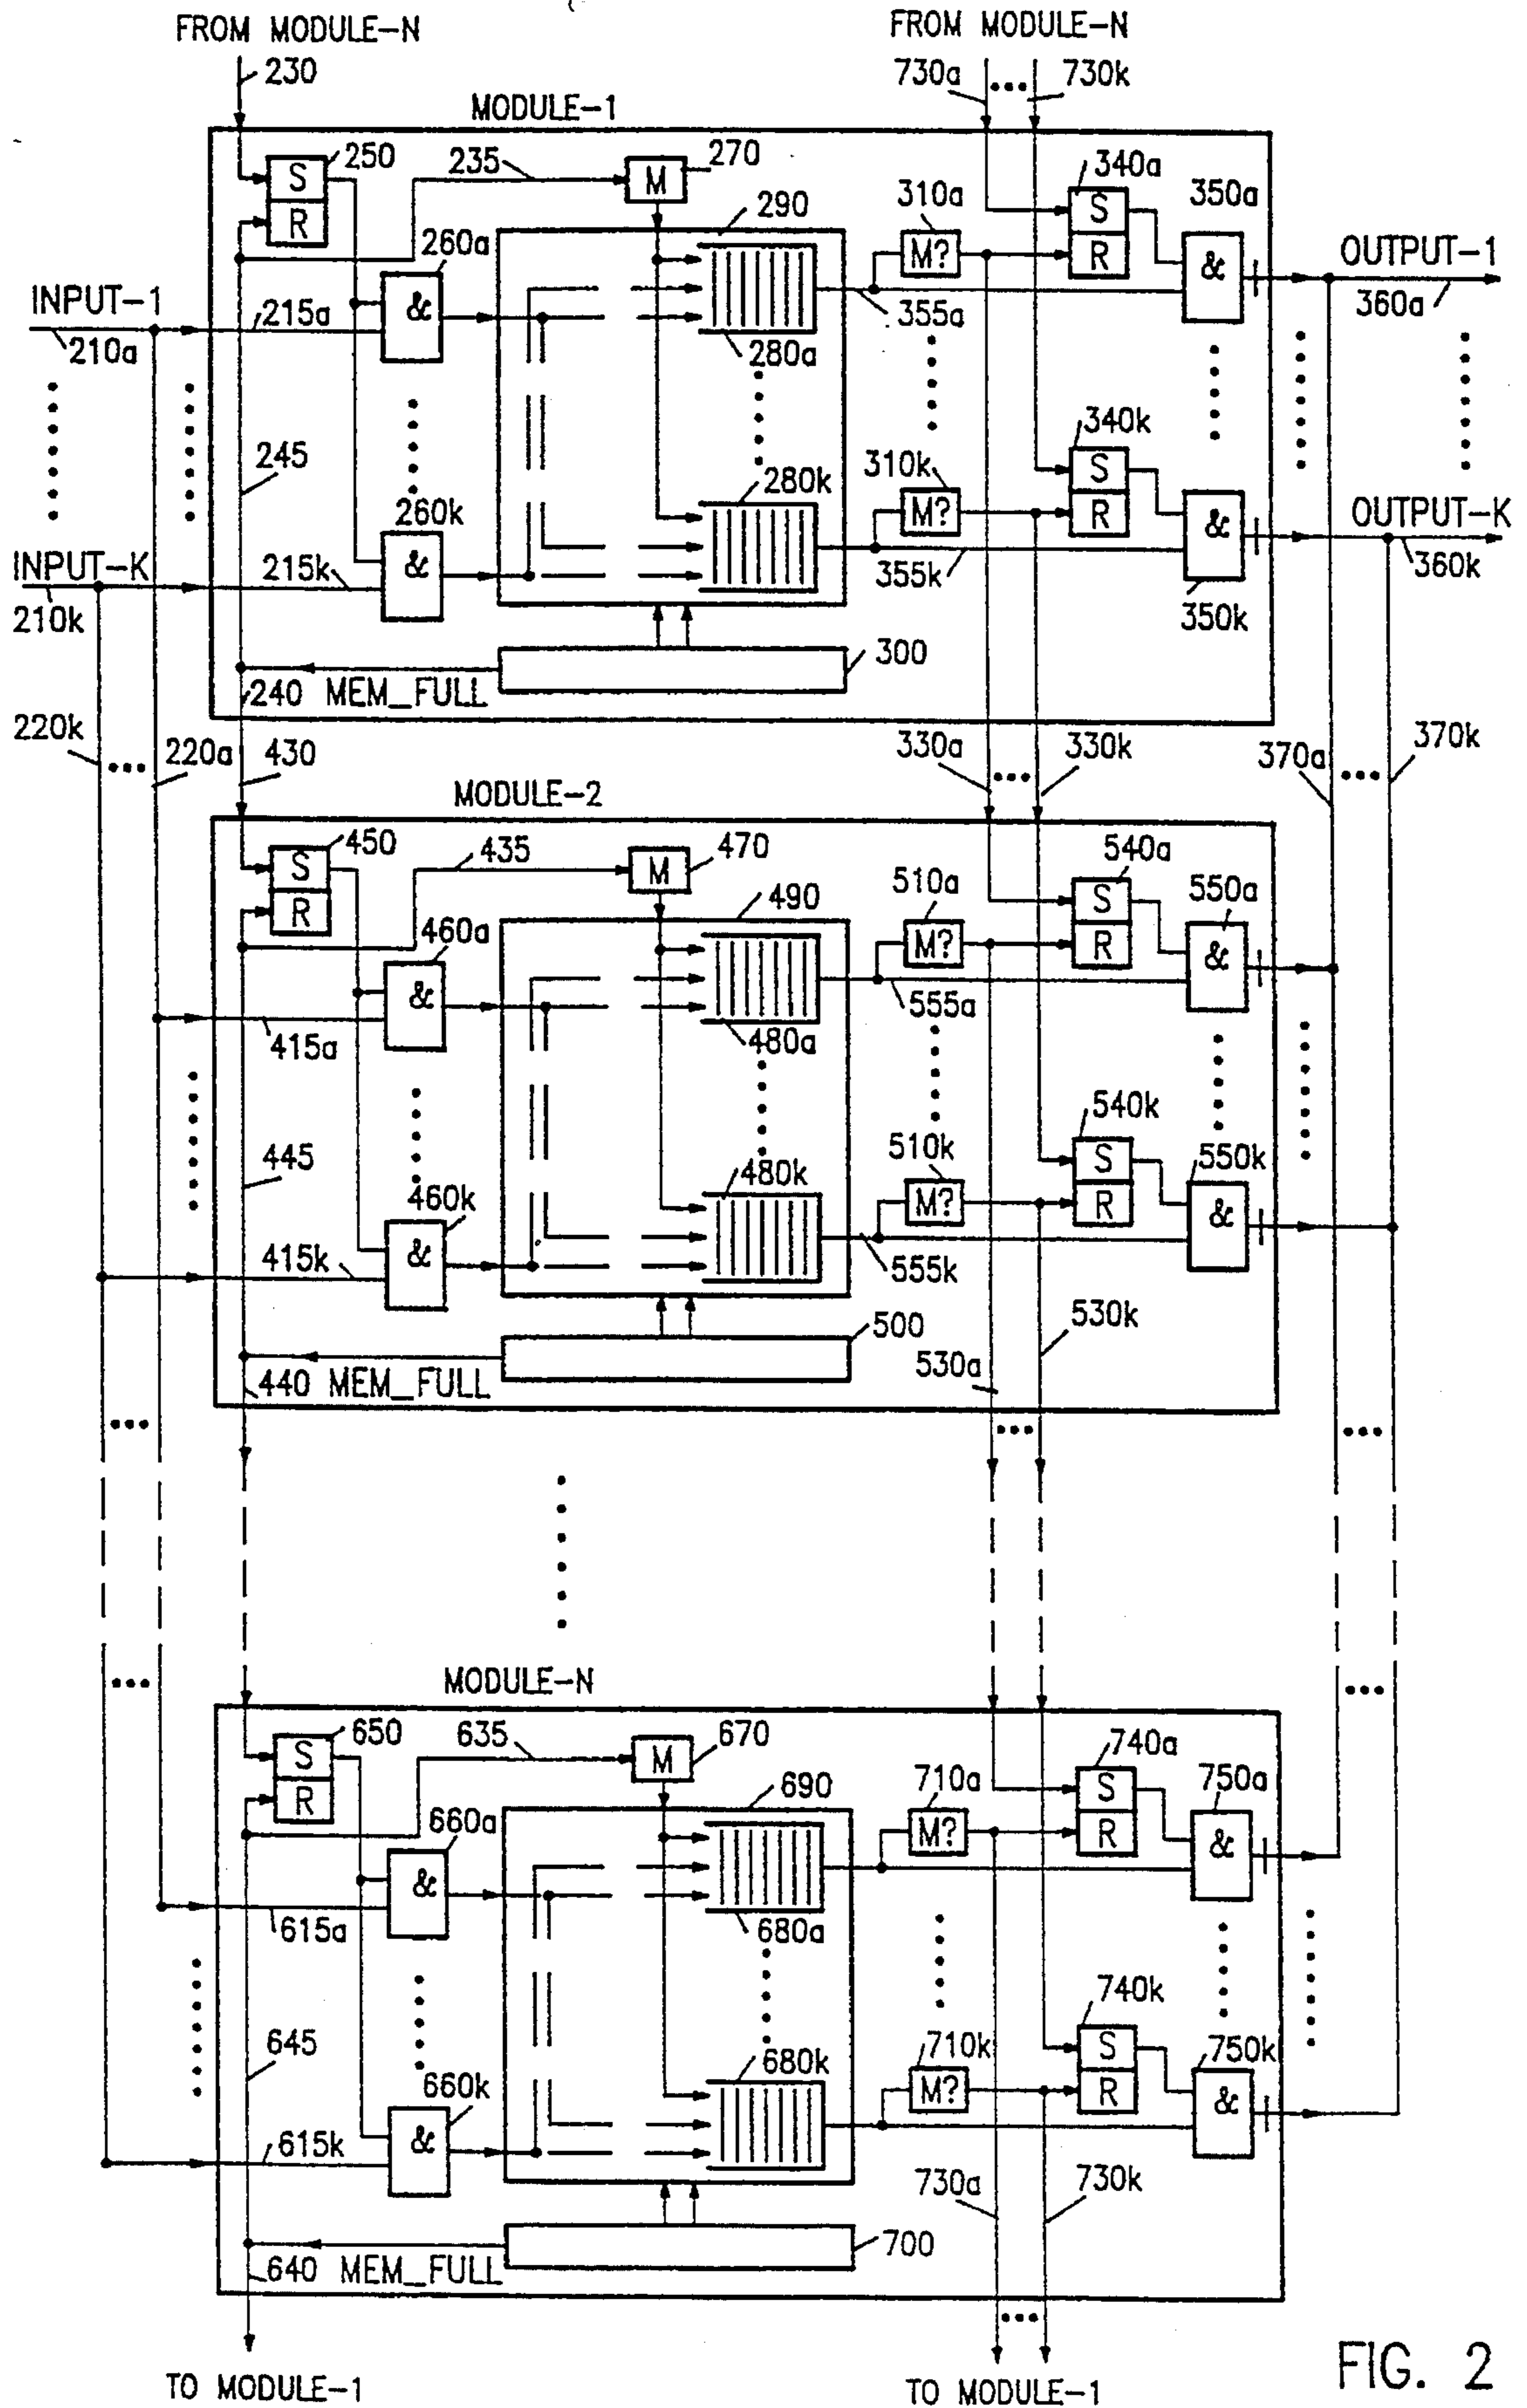 FROM MODULE-N
FROM MODULE-N
230
730a
730k
MODULE-1
S
250
235
M
270
340a
350a
R
290
310a
S
260a
M?
R
&
OUTPUT-1
INPUT-1
&
360a
210a
215a
280a
355a
340k
310k
S
245
280k
M?
R
260k
&
OUTPUT-K
INPUT-K
&
215k
355k
360k
210k
350k
300
240 MEM_FULL
220k
220a
430
330a
330k
370a
370k
MODULE-2
450
435
M
470
540a
S
R
490
510a
S
550a
460a
M?
R
&
&
555a
415a
480a
540k
510k
445
480k
S
550k
460k
M?
R
&
&
415k
555k
530k
500
530a
440 MEM_FULL
MODULE-N
650
635
M
670
740a
S
R
690
710a
S
750a
660a
M?
R
&
&
615a
680a
740k
645
710k
S
680k
750k
660k
M?
R
&
&
615k
730a
730k
700
640 MEM_FULL
TO MODULE-1
TO MODULE-1
FIG. 2